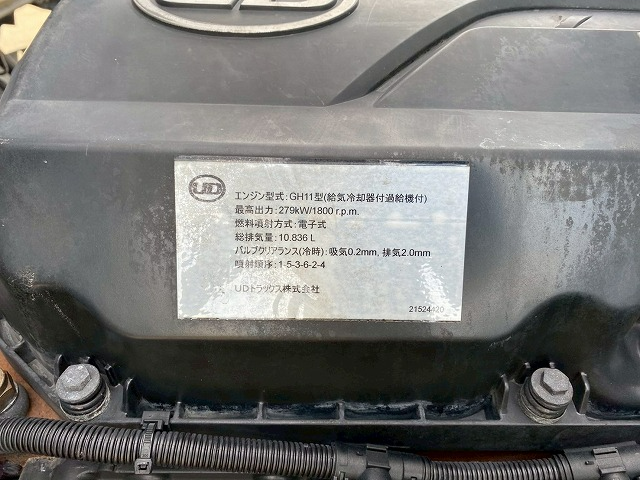 UD
UD
エンジン型式:GH11型(給気冷却器付過給機付)
最高出力:279kW/1800 r.p.m.
燃料噴射方式:電子式
総排気量:10.836 L
バルブクリアランス(冷時):吸気0.2mm, 排気2.0mm
噴射順序:1-5-3-6-2-4
UDトラックス株式会社
21524420